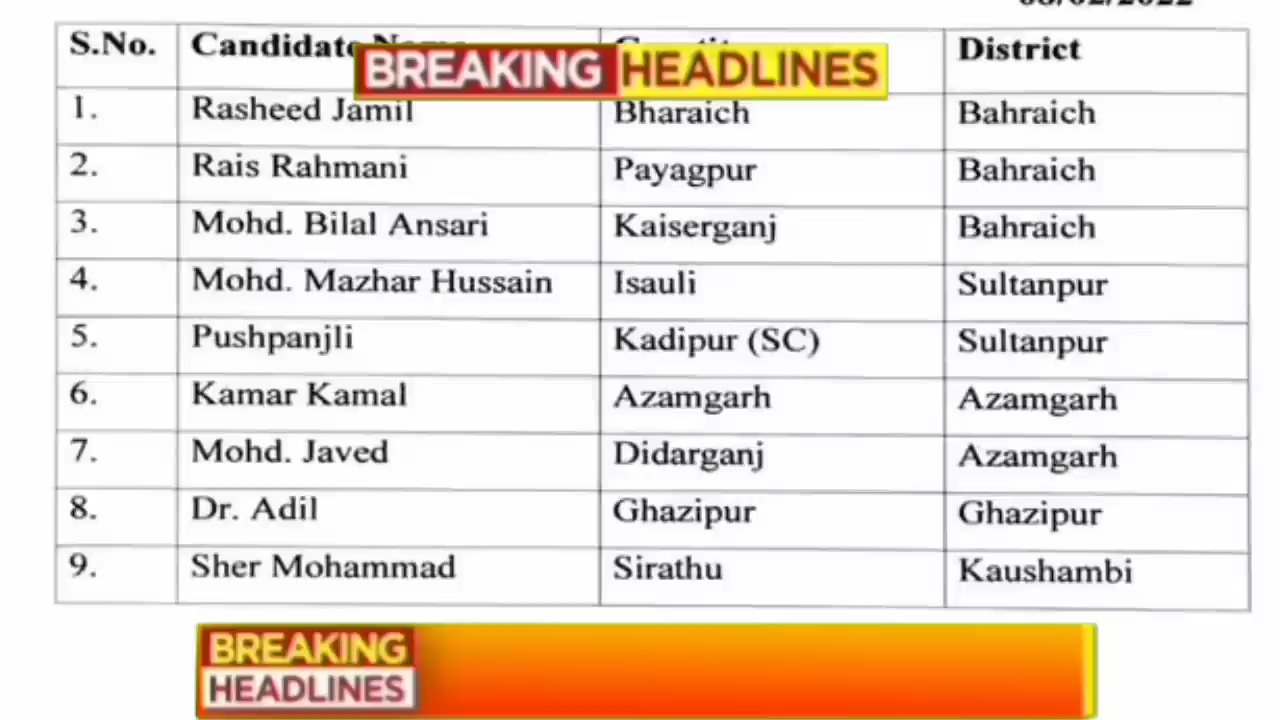 S.No. Candidate District
BREAKING HEADLINES
1. Rasheed Jamil Bharaich Bahraich
2. Rais Rahmani Payagpur Bahraich
3. Mohd. Bilal Ansari Kaiserganj Bahraich
4. Mohd. Mazhar Hussain Isauli Sultanpur
5. Pushpanjli Kadipur (SC) Sultanpur
6. Kamar Kamal Azamgarh Azamgarh
7. Mohd. Javed Didarganj Azamgarh
8. Dr. Adil Ghazipur Ghazipur
9. Sher Mohammad Sirathu Kaushambi
BREAKING
HEADLINES